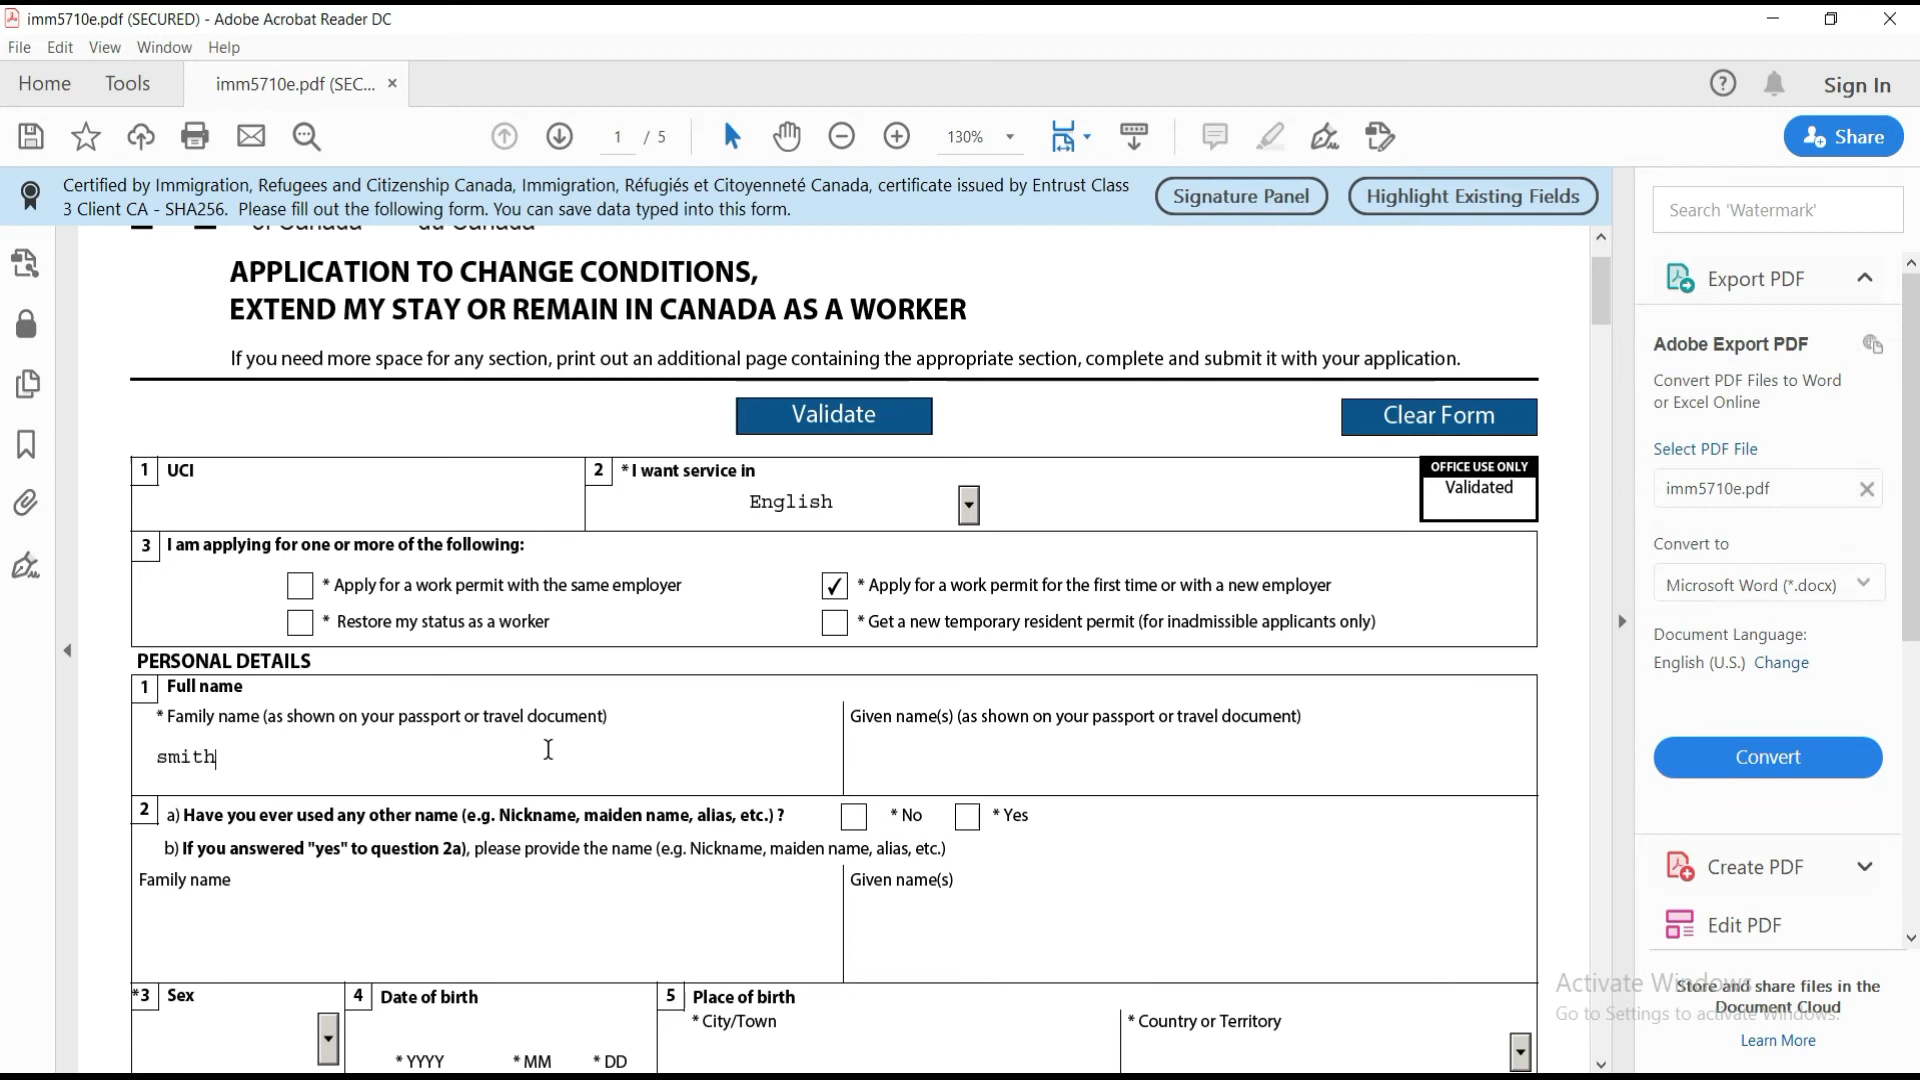 imm5710e.pdf (SECURED) - Adobe Acrobat Reader DC
File Edit View Window Help
Home Tools imm5710e.pdf (SEC... × Sign In
1 / 5 130% Share
Certified by Immigration, Refugees and Citizenship Canada, Immigration, Réfugiés et Citoyenneté Canada, certificate issued by Entrust Class
3 Client CA - SHA256. Please fill out the following form. You can save data typed into this form.
Signature Panel Highlight Existing Fields
Search 'Watermark'
of Canada du Canada
APPLICATION TO CHANGE CONDITIONS,
EXTEND MY STAY OR REMAIN IN CANADA AS A WORKER
If you need more space for any section, print out an additional page containing the appropriate section, complete and submit it with your application.
Validate Clear Form
1 UCI 2 *I want service in OFFICE USE ONLY
English Validated
3 I am applying for one or more of the following:
* Apply for a work permit with the same employer ✓ * Apply for a work permit for the first time or with a new employer
* Restore my status as a worker * Get a new temporary resident permit (for inadmissible applicants only)
PERSONAL DETAILS
1 Full name
* Family name (as shown on your passport or travel document) Given name(s) (as shown on your passport or travel document)
smith
2 a) Have you ever used any other name (e.g. Nickname, maiden name, alias, etc.) ? * No * Yes
b) If you answered "yes" to question 2a), please provide the name (e.g. Nickname, maiden name, alias, etc.)
Family name Given name(s)
*3 Sex 4 Date of birth 5 Place of birth
* City/Town * Country or Territory
* YYYY * MM * DD
Export PDF
Adobe Export PDF
Convert PDF Files to Word
or Excel Online
Select PDF File
imm5710e.pdf
Convert to
Microsoft Word (*.docx)
Document Language:
English (U.S.) Change
Convert
Create PDF
Edit PDF
Activate Windows
Go to Settings to activate Windows.
Store and share files in the
Document Cloud
Learn More